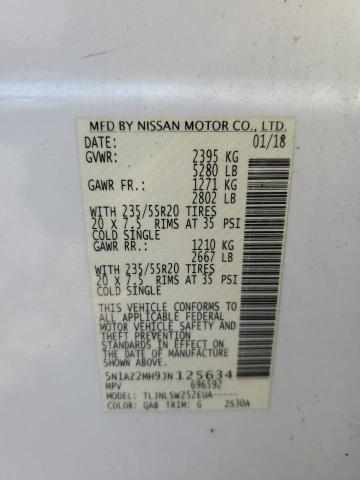 MFD BY NISSAN MOTOR CO., LTD.
DATE: 01/18
GVWR: 2395 KG
5280 LB
GAWR FR.: 1271 KG
2802 LB
WITH 235/55R20 TIRES
20 X 7.5 RIMS AT 35 PSI
COLD SINGLE
GAWR RR.: 1210 KG
2667 LB
WITH 235/55R20 TIRES
20 X 7.5 RIMS AT 35 PSI
COLD SINGLE
THIS VEHICLE CONFORMS TO
ALL APPLICABLE FEDERAL
MOTOR VEHICLE SAFETY AND
THEFT PREVENTION
STANDARDS IN EFFECT ON
THE DATE OF MANUFACTURE
SHOWN ABOVE.
5N1AZ2MH9JN125634
MPV 696592
MODEL: TLJNLSWZ52EUA-----
COLOR: QAB TRIM: G 2S30A